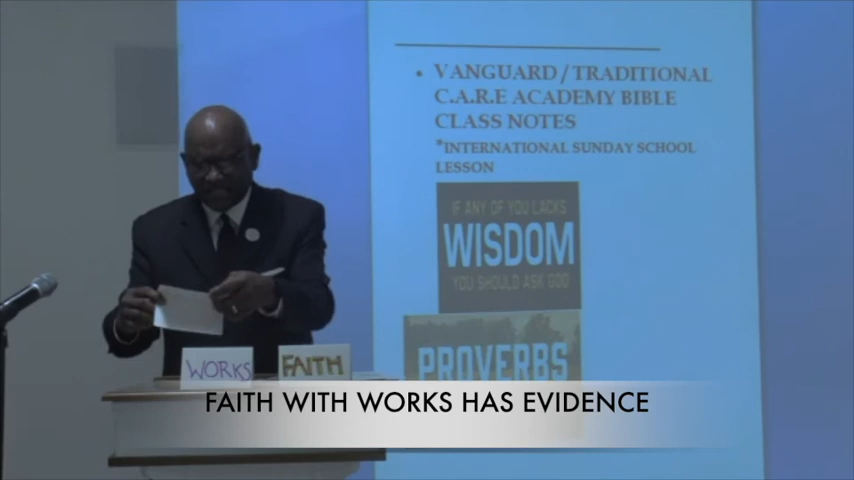 VANGUARD / TRADITIONAL
C.A.R.E ACADEMY BIBLE
CLASS NOTES
*INTERNATIONAL SUNDAY SCHOOL
LESSON
IF ANY OF YOU LACKS
WISDOM
YOU SHOULD ASK GOD
PROVERBS
WORKS
FAITH
FAITH WITH WORKS HAS EVIDENCE